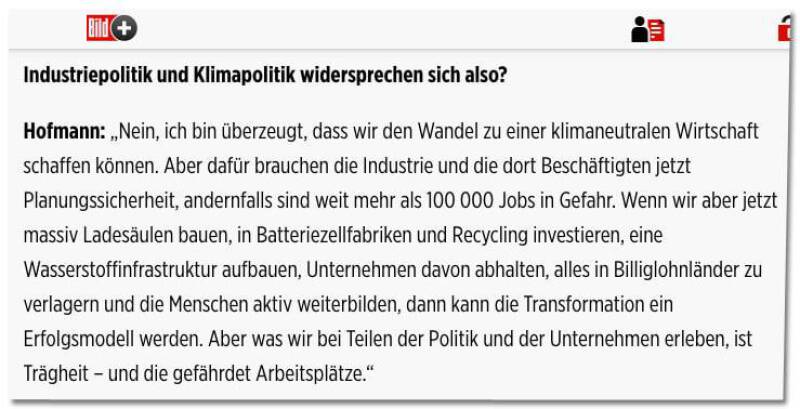 Bild +
Industriepolitik und Klimapolitik widersprechen sich also?
Hofmann: „Nein, ich bin überzeugt, dass wir den Wandel zu einer klimaneutralen Wirtschaft
schaffen können. Aber dafür brauchen die Industrie und die dort Beschäftigten jetzt
Planungssicherheit, andernfalls sind weit mehr als 100 000 Jobs in Gefahr. Wenn wir aber jetzt
massiv Ladesäulen bauen, in Batteriezellfabriken und Recycling investieren, eine
Wasserstoffinfrastruktur aufbauen, Unternehmen davon abhalten, alles in Billiglohnländer zu
verlagern und die Menschen aktiv weiterbilden, dann kann die Transformation ein
Erfolgsmodell werden. Aber was wir bei Teilen der Politik und der Unternehmen erleben, ist
Trägheit – und die gefährdet Arbeitsplätze.“